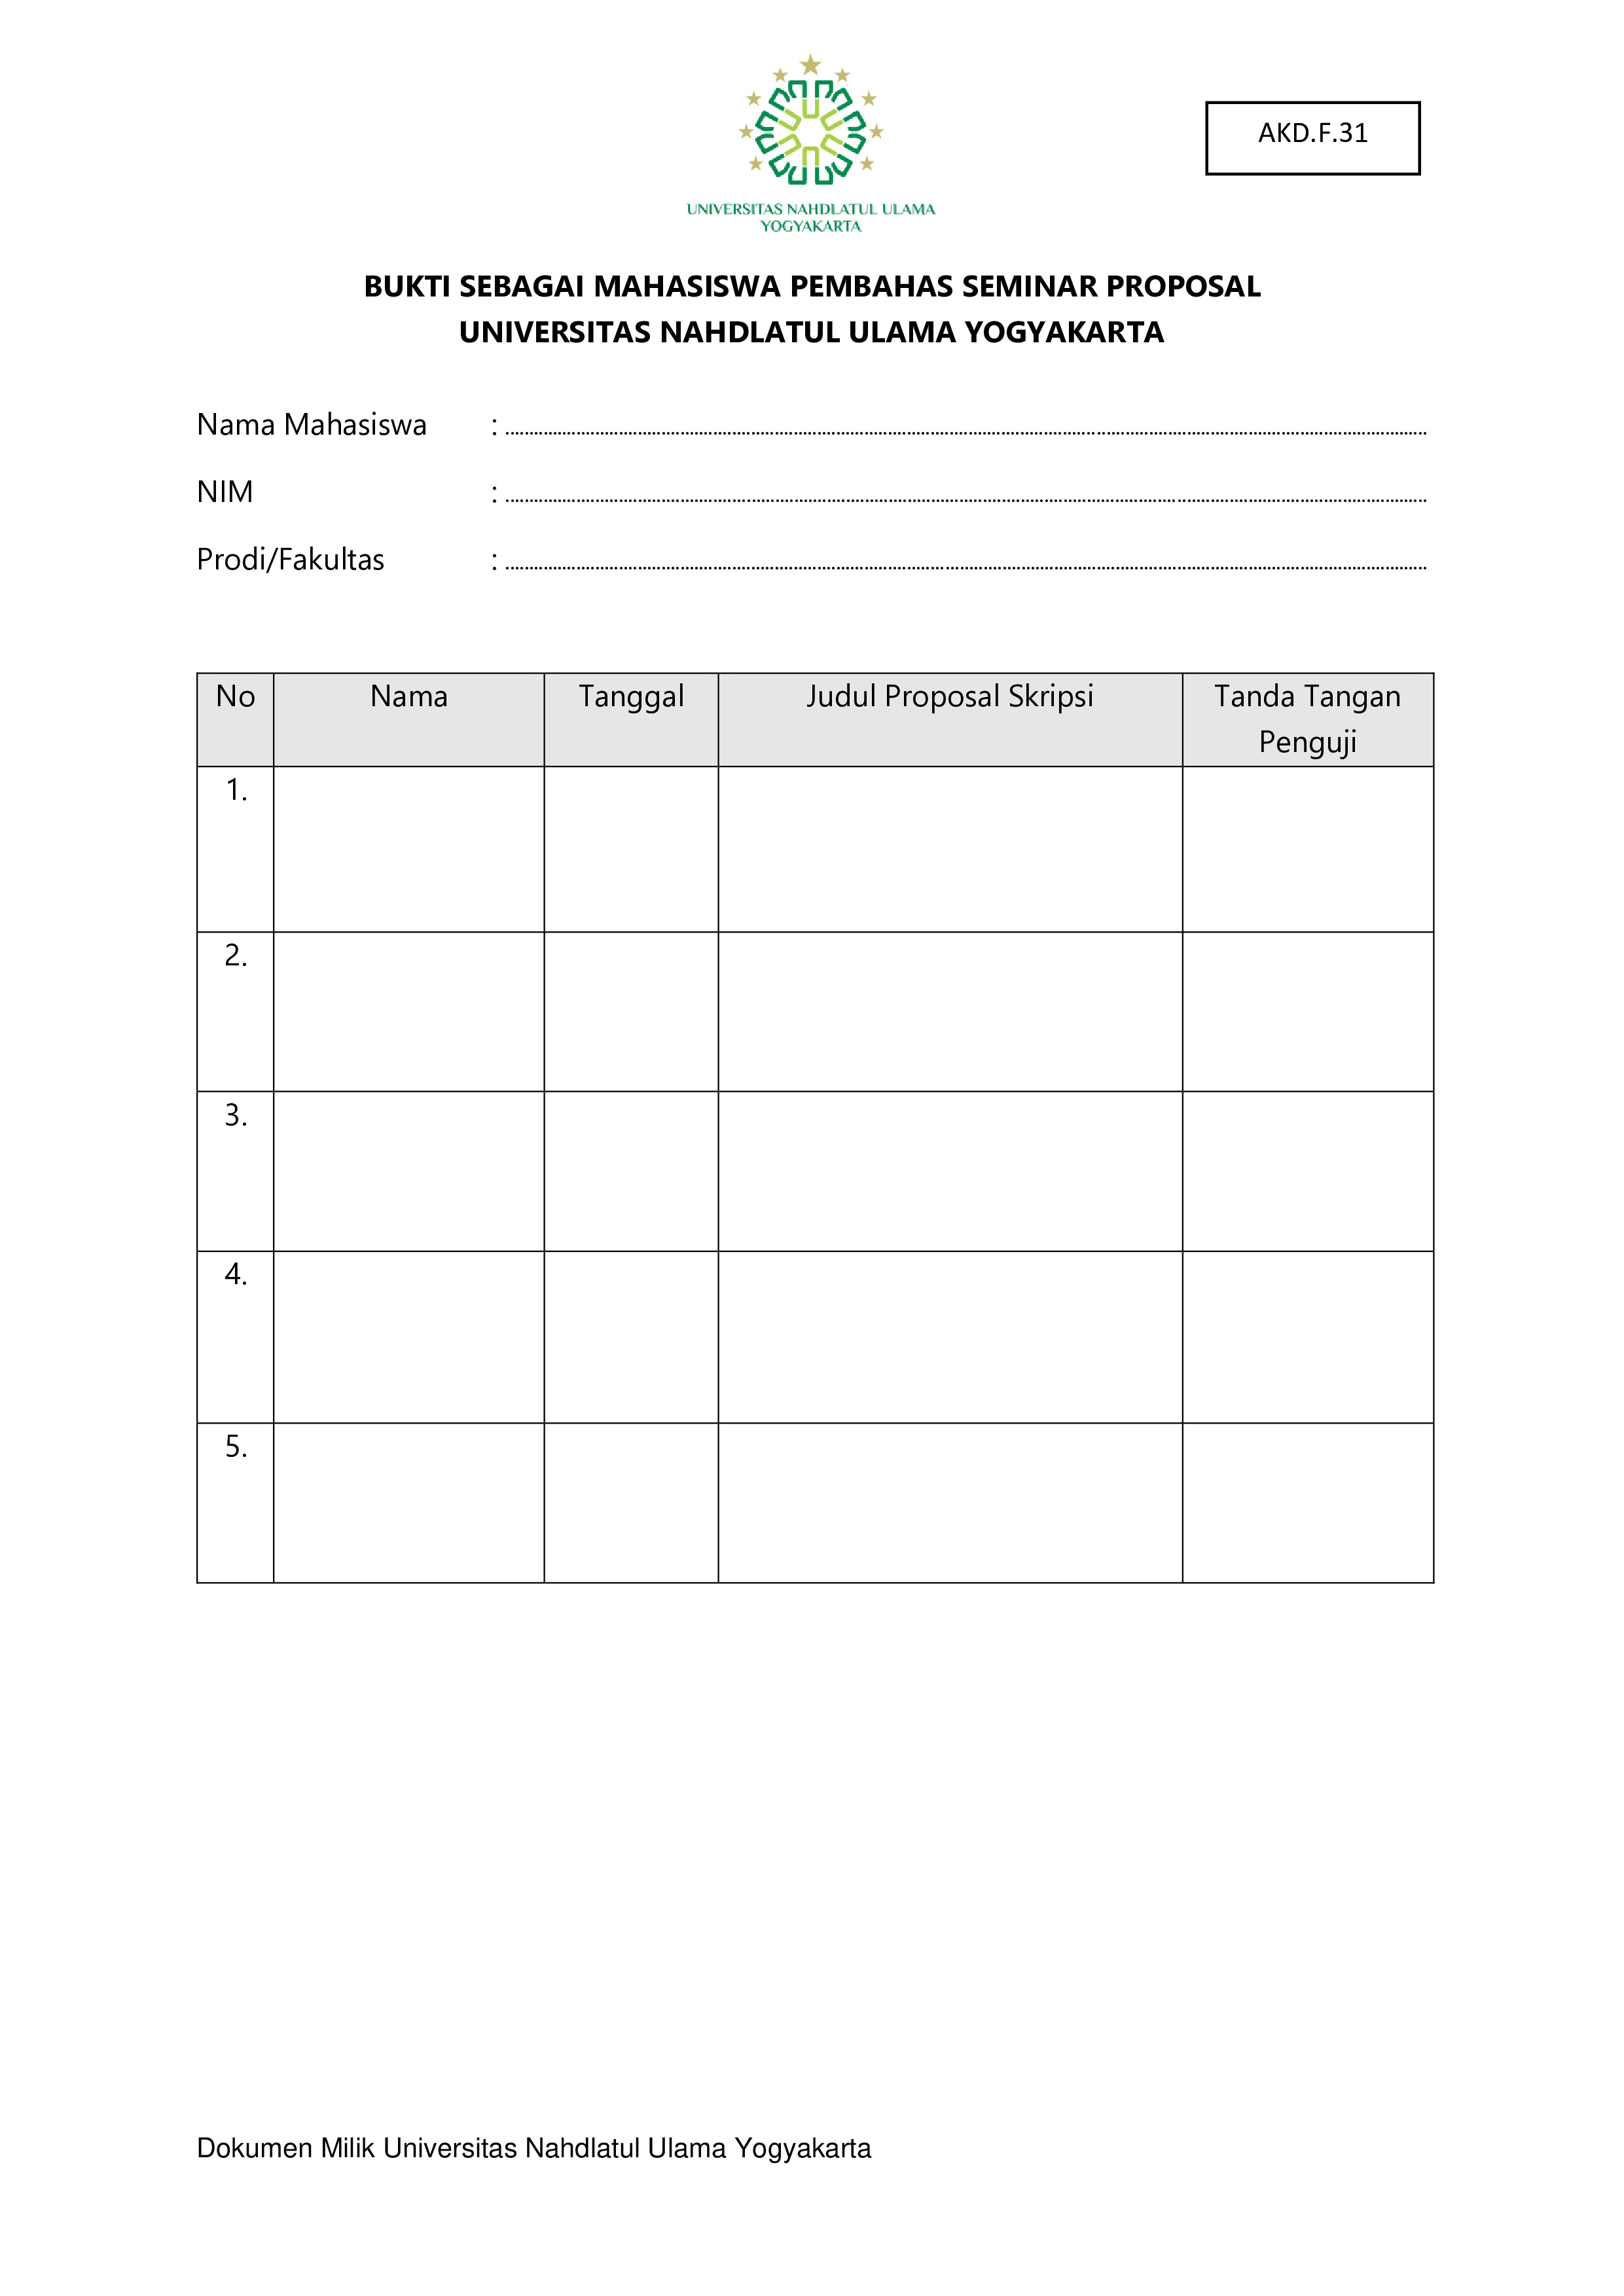 UNIVERSITAS NAHDLATUL ULAMA
YOGYAKARTA
AKD.F.31
BUKTI SEBAGAI MAHASISWA PEMBAHAS SEMINAR PROPOSAL
UNIVERSITAS NAHDLATUL ULAMA YOGYAKARTA
Nama Mahasiswa :
NIM :
Prodi/Fakultas :
No Nama Tanggal Judul Proposal Skripsi Tanda Tangan Penguji
1.
2.
3.
4.
5.
Dokumen Milik Universitas Nahdlatul Ulama Yogyakarta